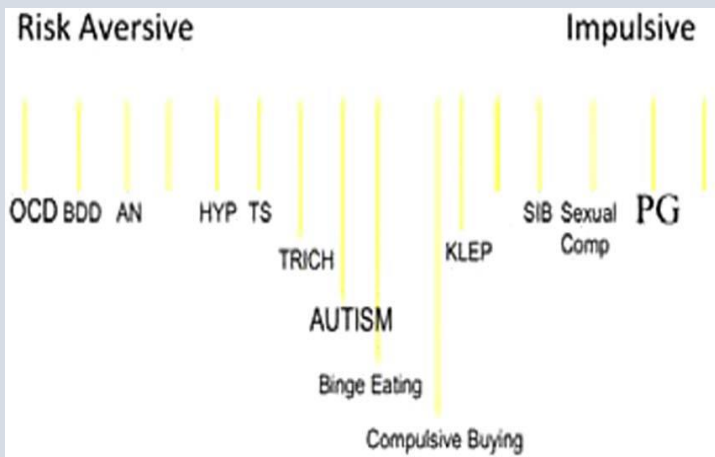 Risk Aversive Impulsive
OCD BDD AN HYP TS SIB Sexual Comp PG
TRICH KLEP
AUTISM
Binge Eating
Compulsive Buying